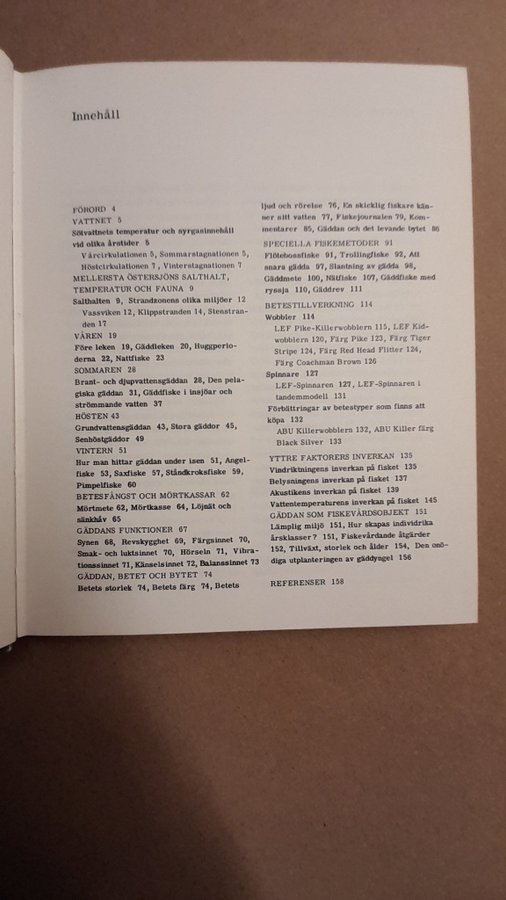 Innehåll
FÖRORD 4
VATTNET 5
Sötvattnets temperatur och syrgasinnehåll
vid olika årstider 5
Vårcirkulationen 5, Sommarstagnationen 5,
Höstcirkulationen 7, Vinterstagnationen 7
MELLERSTA ÖSTERSJÖNS SALTHALT,
TEMPERATUR OCH FAUNA 9
Salthalten 9, Strandzonens olika miljöer 12
Vassviken 12, Klippstranden 14, Stenstran-
den 17
VÅREN 19
Före leken 19, Gäddleken 20, Huggperio-
derna 22, Nattfiske 23
SOMMAREN 28
Brant- och djupvattensgäddan 28, Den pela-
giska gäddan 31, Gäddfiske i insjöar och
strömmande vatten 37
HÖSTEN 43
Grundvattensgäddan 43, Stora gäddor 45,
Senhöstgäddor 49
VINTERN 51
Hur man hittar gäddan under isen 51, Angel-
fiske 53, Saxfiske 57, Ståndkroksfiske 59,
Pimpelfiske 60
BETESFÅNGST OCH MÖRTKASSAR 62
Mörtmete 62, Mörtkasse 64, Löjnät och
sänkhåv 65
GÄDDANS FUNKTIONER 67
Synen 68, Revskygghet 69, Färgsinnet 70,
Smak- och luktsinnet 70, Hörseln 71, Vibra-
tionssinnet 71, Känselsinnet 72, Balanssinnet 73
GÄDDAN, BETET OCH BYTET 74
Betets storlek 74, Betets färg 74, Betets
ljud och rörelse 76, En skicklig fiskare kän-
ner sitt vatten 77, Fiskejournalen 79, Kom-
mentarer 85, Gäddan och det levande bytet 86
SPECIELLA FISKEMETODER 91
Flötebossfiske 91, Trollingfiske 92, Att
snara gädda 97, Slantning av gädda 98,
Gäddmete 100, Nätfiske 107, Gäddfiske med
ryssja 110, Gäddrev 111
BETESTILLVERKNING 114
Wobbler 114
LEF Pike-Killerwobblern 115, LEF Kid-
wobblern 120, Färg Pike 123, Färg Tiger
Stripe 124, Färg Red Head Flitter 124,
Färg Coachman Brown 126
Spinnare 127
LEF-Spinnaren 127, LEF-Spinnaren i
tandemmodell 131
Förbättringar av betestyper som finns att
köpa 132
ABU Killerwobblern 132, ABU Killer färg
Black Silver 133
YTTRE FAKTORERS INVERKAN 135
Vindriktningens inverkan på fisket 135
Belysningens inverkan på fisket 137
Akustikens inverkan på fisket 139
Vattentemperaturens inverkan på fisket 145
GÄDDAN SOM FISKEVÅRDSOBJEKT 151
Lämplig miljö 151, Hur skapas individrika
årsklasser? 151, Fiskevårdande åtgärder
152, Tillväxt, storlek och ålder 154, Den onö-
diga utplanteringen av gäddyngel 156
REFERENSER 158